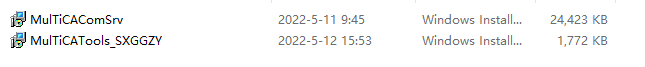 MulTiCAComSrv 2022-5-11 9:45 Windows Install... 24,423 KB
MulTiCATools_SXGGZY 2022-5-12 15:53 Windows Install... 1,772 KB